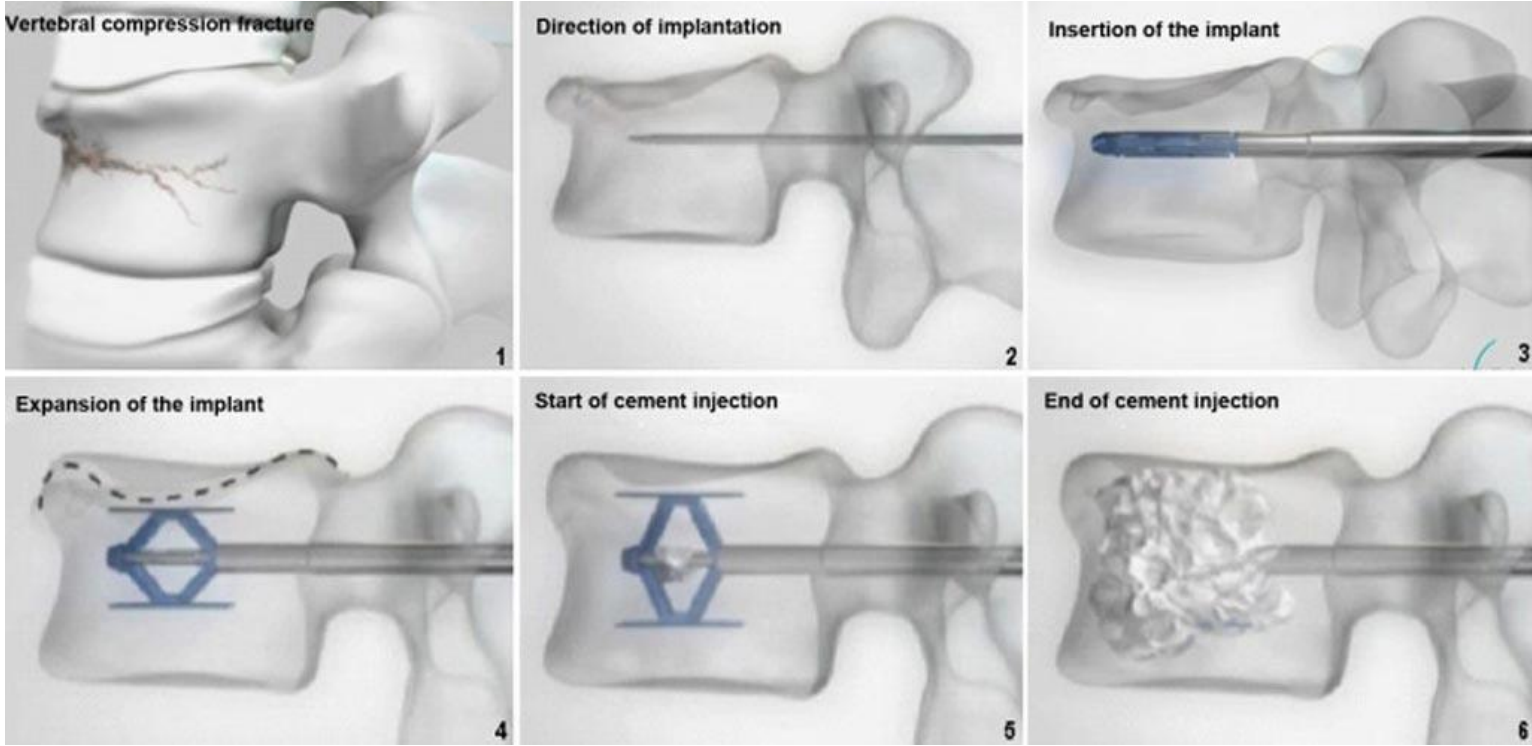 Vertebral compression fracture
1
Direction of implantation
2
Insertion of the implant
3
Expansion of the implant
4
Start of cement injection
5
End of cement injection
6